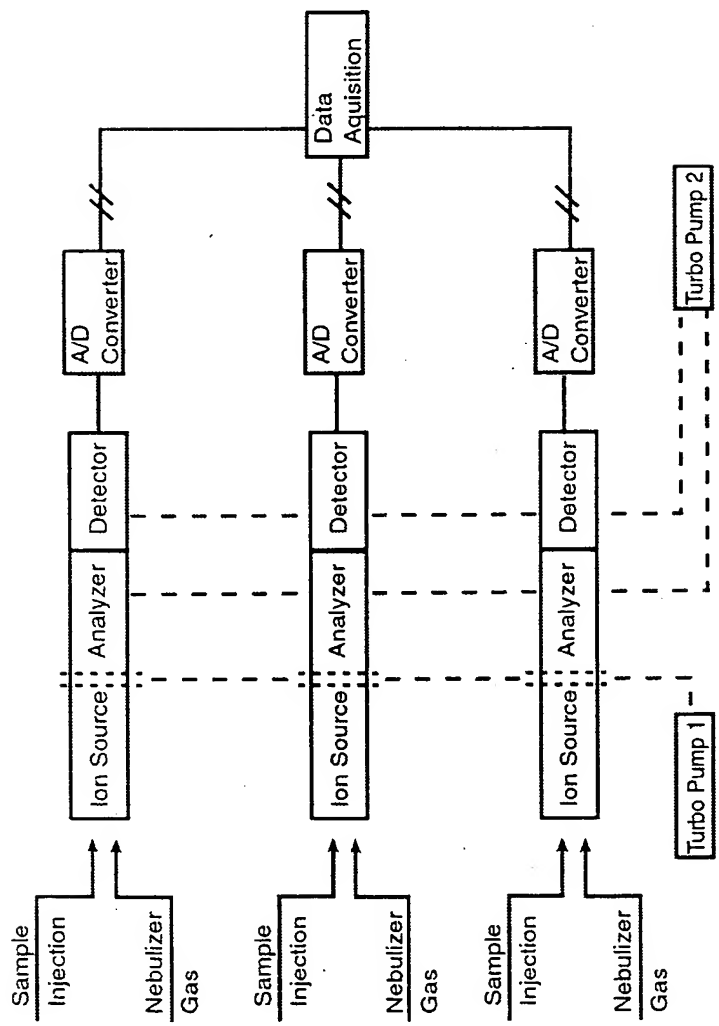 Sample
Injection
Nebulizer
Gas
Ion Source
Analyzer
Detector
A/D
Converter
Sample
Injection
Nebulizer
Gas
Ion Source
Analyzer
Detector
A/D
Converter
Data
Aquisition
Sample
Injection
Nebulizer
Gas
Ion Source
Analyzer
Detector
A/D
Converter
Turbo Pump 1
Turbo Pump 2